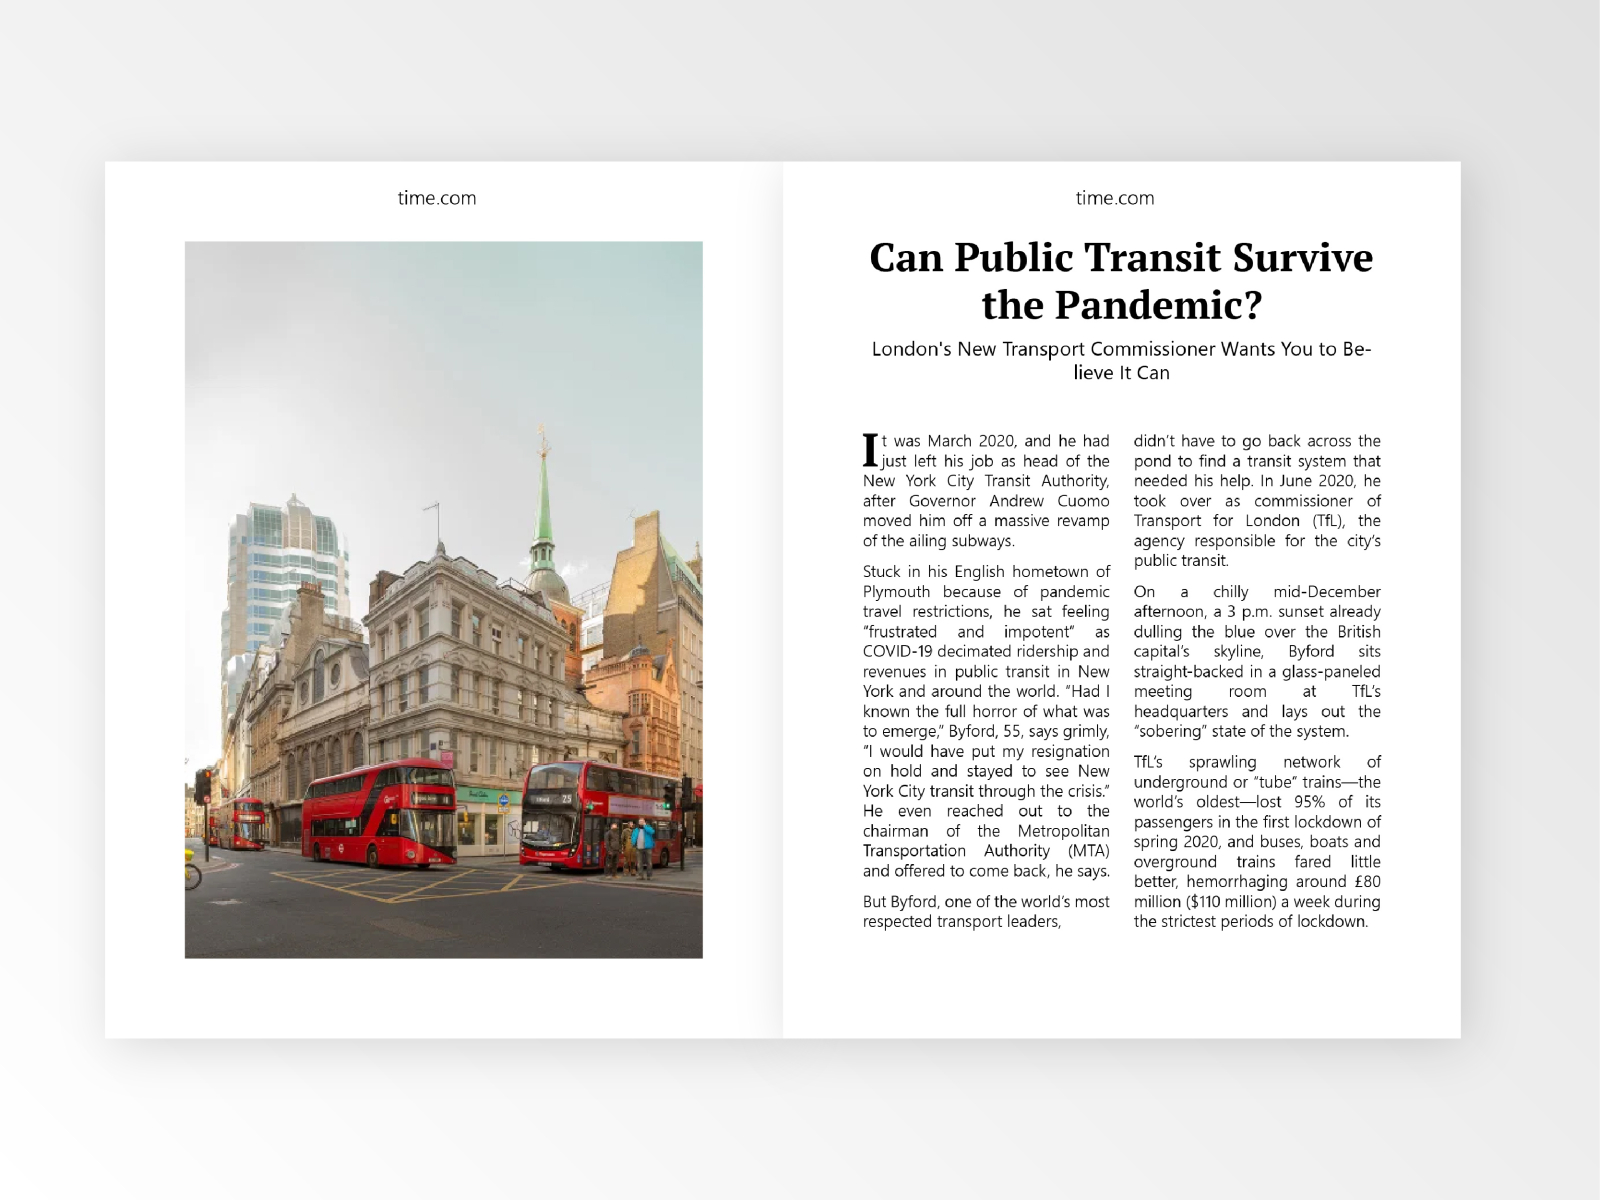 time.com
25
time.com
Can Public Transit Survive
the Pandemic?
London's New Transport Commissioner Wants You to Be-
lieve It Can
It was March 2020, and he had
just left his job as head of the
New York City Transit Authority,
after Governor Andrew Cuomo
moved him off a massive revamp
of the ailing subways.
Stuck in his English hometown of
Plymouth because of pandemic
travel restrictions, he sat feeling
“frustrated and impotent” as
COVID-19 decimated ridership and
revenues in public transit in New
York and around the world. “Had I
known the full horror of what was
to emerge,” Byford, 55, says grimly,
“I would have put my resignation
on hold and stayed to see New
York City transit through the crisis.”
He even reached out to the
chairman of the Metropolitan
Transportation Authority (MTA)
and offered to come back, he says.
But Byford, one of the world’s most
respected transport leaders,
didn’t have to go back across the
pond to find a transit system that
needed his help. In June 2020, he
took over as commissioner of
Transport for London (TfL), the
agency responsible for the city’s
public transit.
On a chilly mid-December
afternoon, a 3 p.m. sunset already
dulling the blue over the British
capital’s skyline, Byford sits
straight-backed in a glass-paneled
meeting room at TfL’s
headquarters and lays out the
“sobering” state of the system.
TfL’s sprawling network of
underground or “tube” trains—the
world’s oldest—lost 95% of its
passengers in the first lockdown of
spring 2020, and buses, boats and
overground trains fared little
better, hemorrhaging around £80
million ($110 million) a week during
the strictest periods of lockdown.